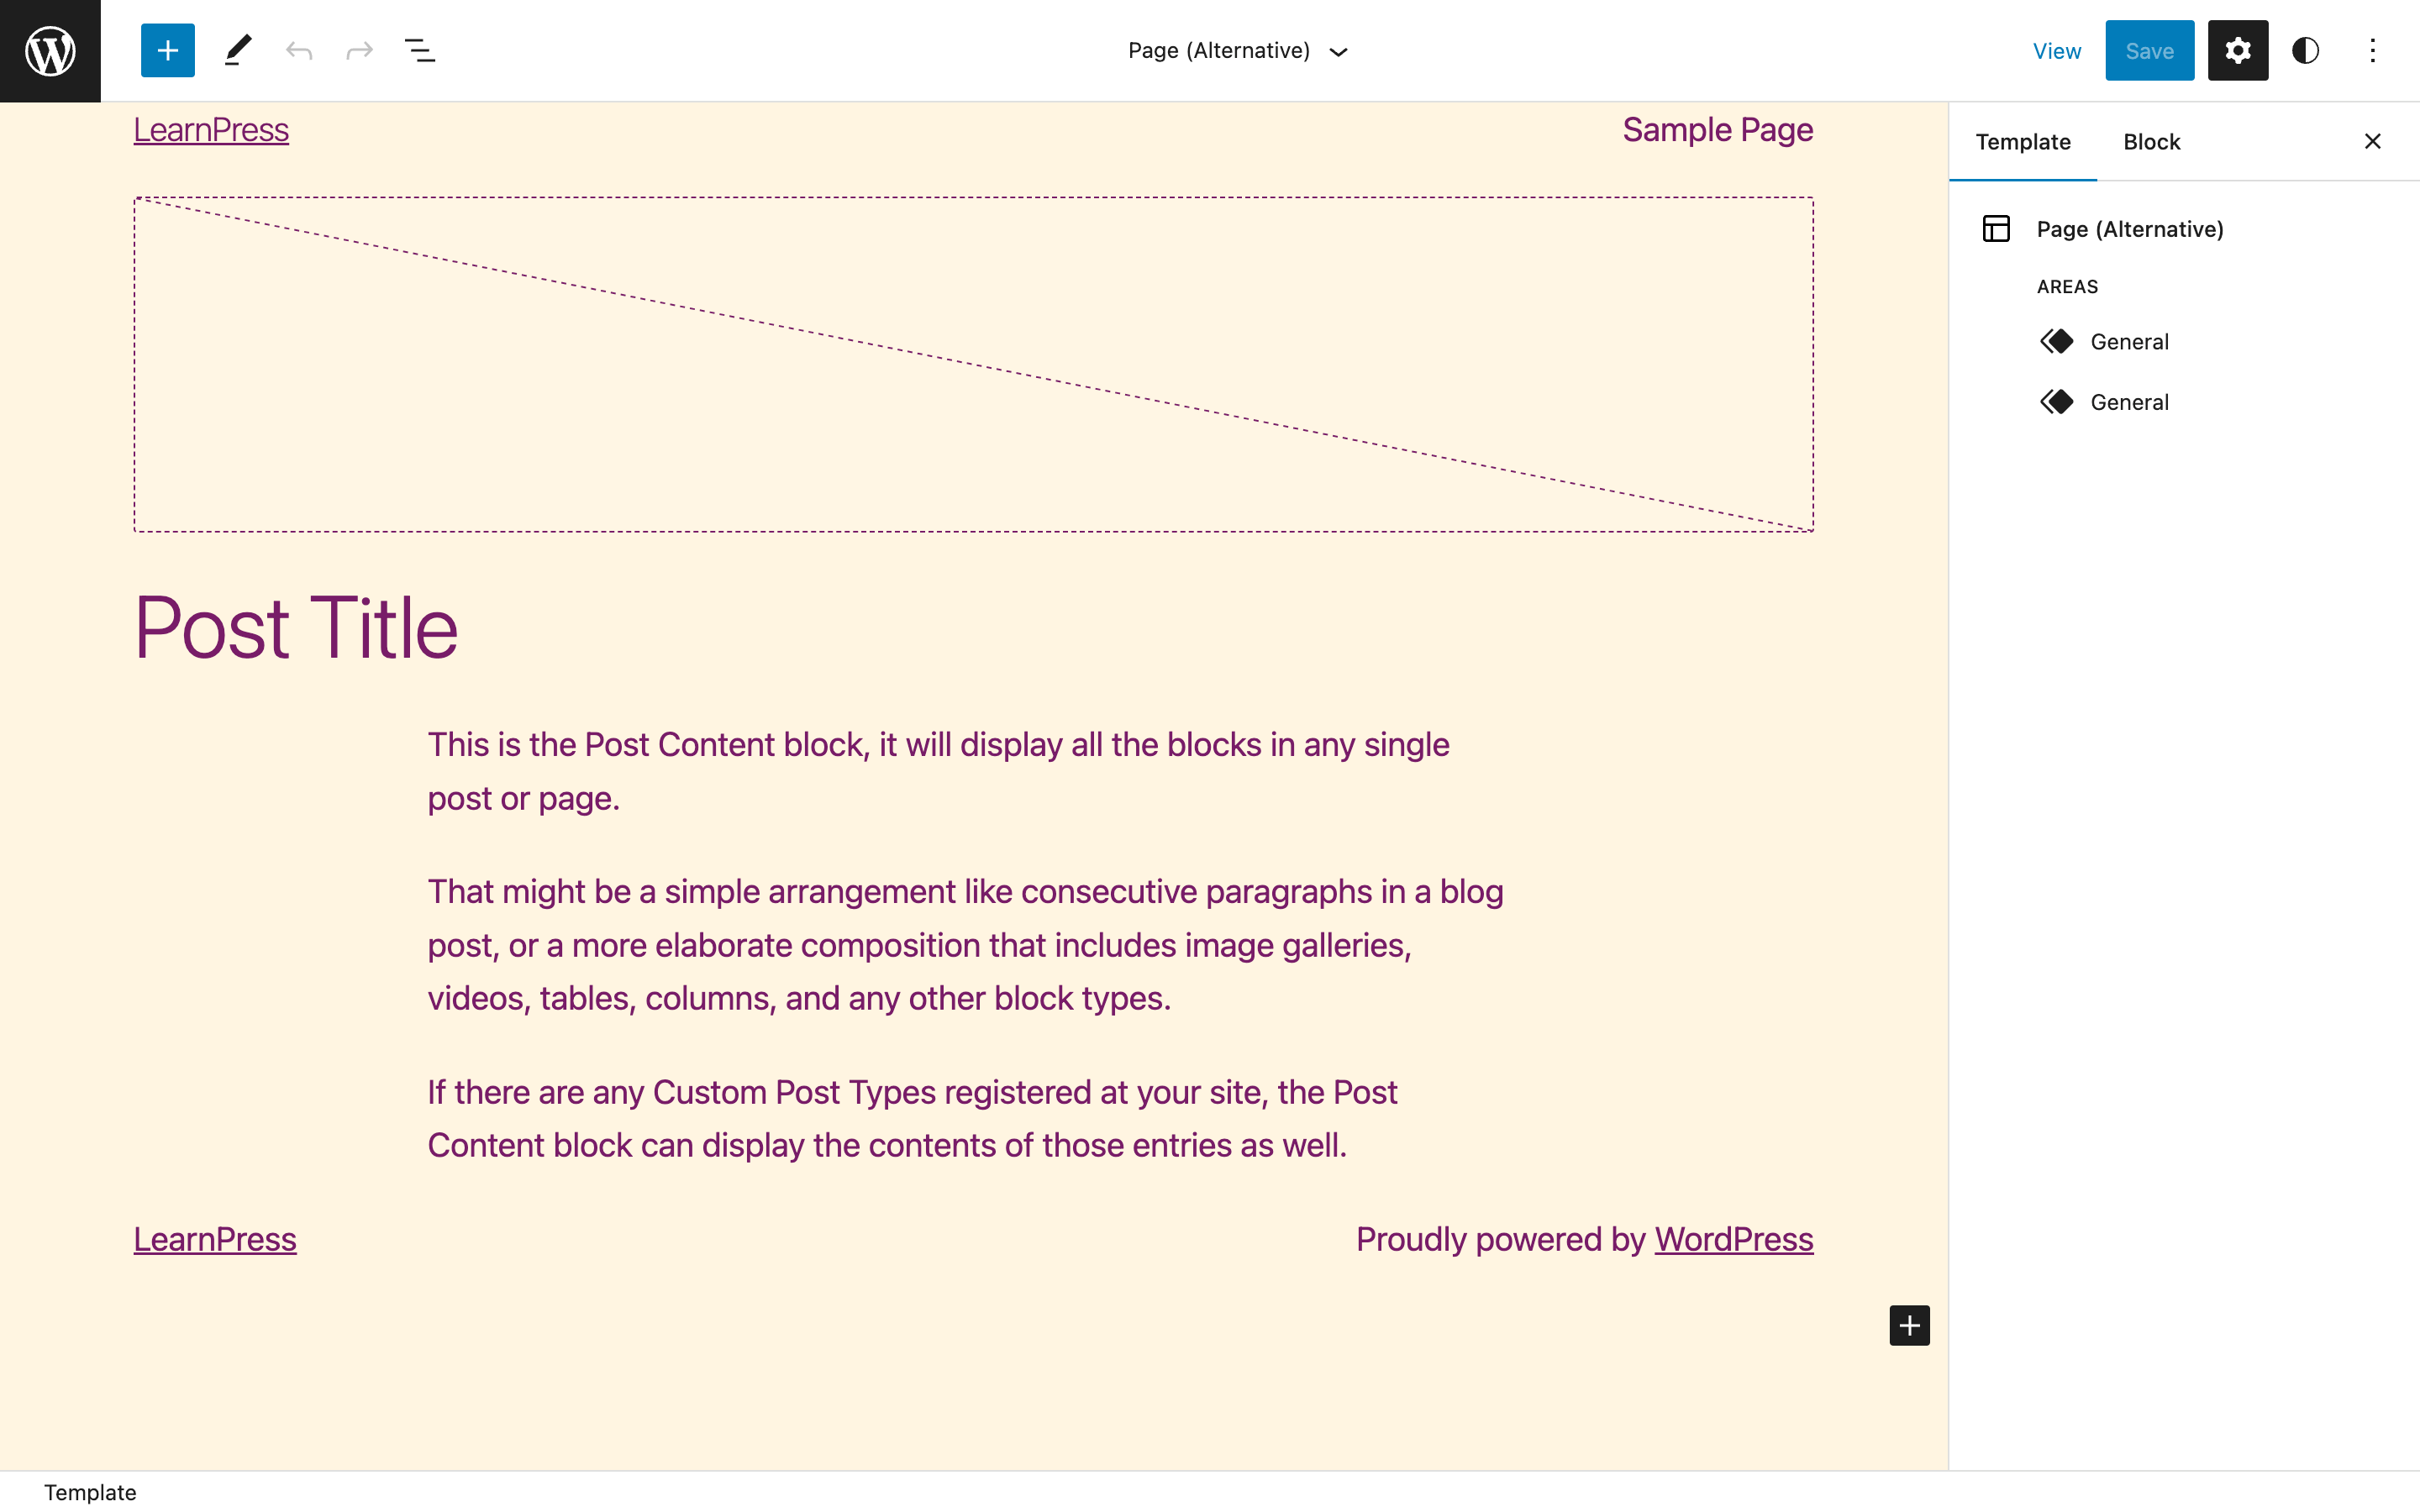 Page (Alternative)
View
Save
LearnPress
Sample Page
Template
Block
Page (Alternative)
AREAS
General
General
Post Title
This is the Post Content block, it will display all the blocks in any single
post or page.
That might be a simple arrangement like consecutive paragraphs in a blog
post, or a more elaborate composition that includes image galleries,
videos, tables, columns, and any other block types.
If there are any Custom Post Types registered at your site, the Post
Content block can display the contents of those entries as well.
LearnPress
Proudly powered by WordPress
Template